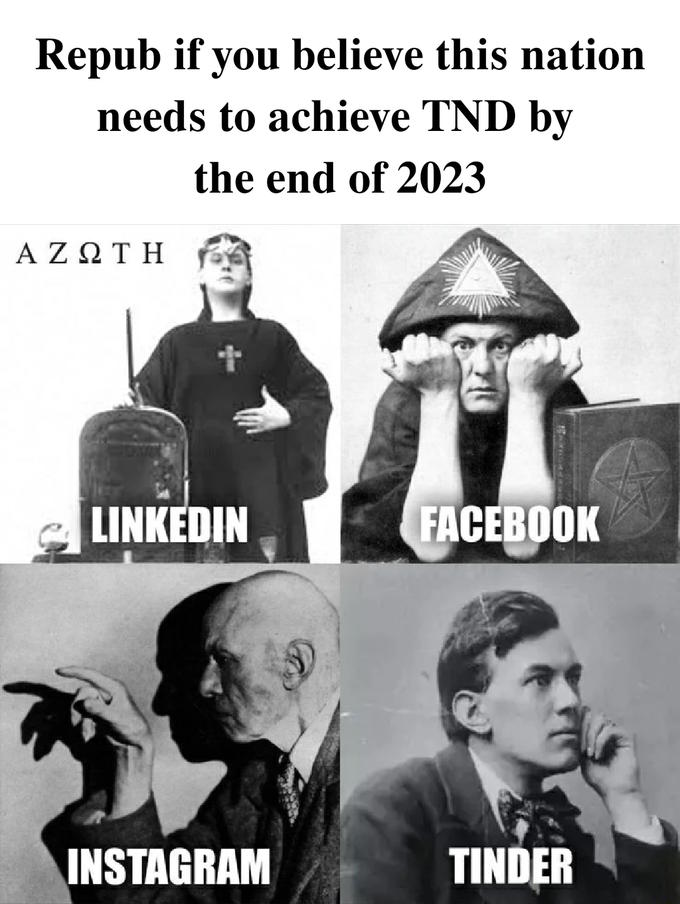 Repub if you believe this nation
needs to achieve TND by
the end of 2023
Α Ζ Ω Τ Η
LINKEDIN
FACEBOOK
INSTAGRAM
TINDER